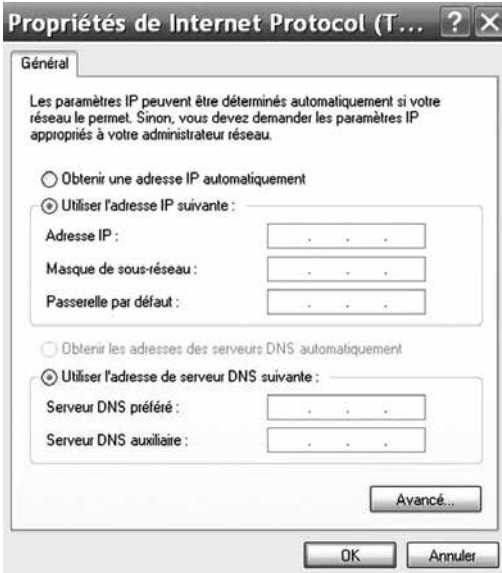 Propriétés de Internet Protocol (T...
Général
Les paramètres IP peuvent être déterminés automatiquement si votre
réseau le permet. Sinon, vous devez demander les paramètres IP
appropriés à votre administrateur réseau.
Obtenir une adresse IP automatiquement
Utiliser l'adresse IP suivante :
Adresse IP :
Masque de sous-réseau :
Passerelle par défaut :
Obtenir les adresses des serveurs DNS automatiquement
Utiliser l'adresse de serveur DNS suivante :
Serveur DNS préféré :
Serveur DNS auxiliaire :
Avancé...
OK Annuler